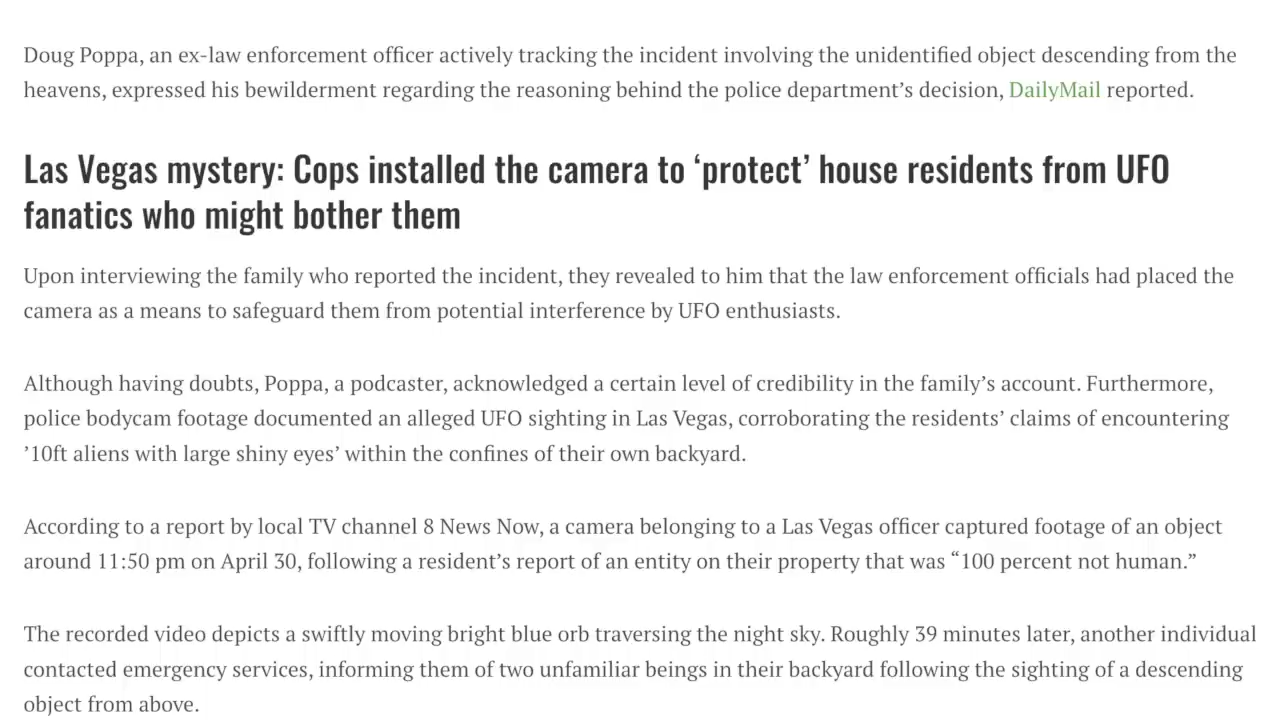 Doug Poppa, an ex-law enforcement officer actively tracking the incident involving the unidentified object descending from the
heavens, expressed his bewilderment regarding the reasoning behind the police department’s decision, DailyMail reported.
Las Vegas mystery: Cops installed the camera to ‘protect’ house residents from UFO
fanatics who might bother them
Upon interviewing the family who reported the incident, they revealed to him that the law enforcement officials had placed the
camera as a means to safeguard them from potential interference by UFO enthusiasts.
Although having doubts, Poppa, a podcaster, acknowledged a certain level of credibility in the family’s account. Furthermore,
police bodycam footage documented an alleged UFO sighting in Las Vegas, corroborating the residents’ claims of encountering
’10ft aliens with large shiny eyes’ within the confines of their own backyard.
According to a report by local TV channel 8 News Now, a camera belonging to a Las Vegas officer captured footage of an object
around 11:50 pm on April 30, following a resident’s report of an entity on their property that was “100 percent not human.”
The recorded video depicts a swiftly moving bright blue orb traversing the night sky. Roughly 39 minutes later, another individual
contacted emergency services, informing them of two unfamiliar beings in their backyard following the sighting of a descending
object from above.